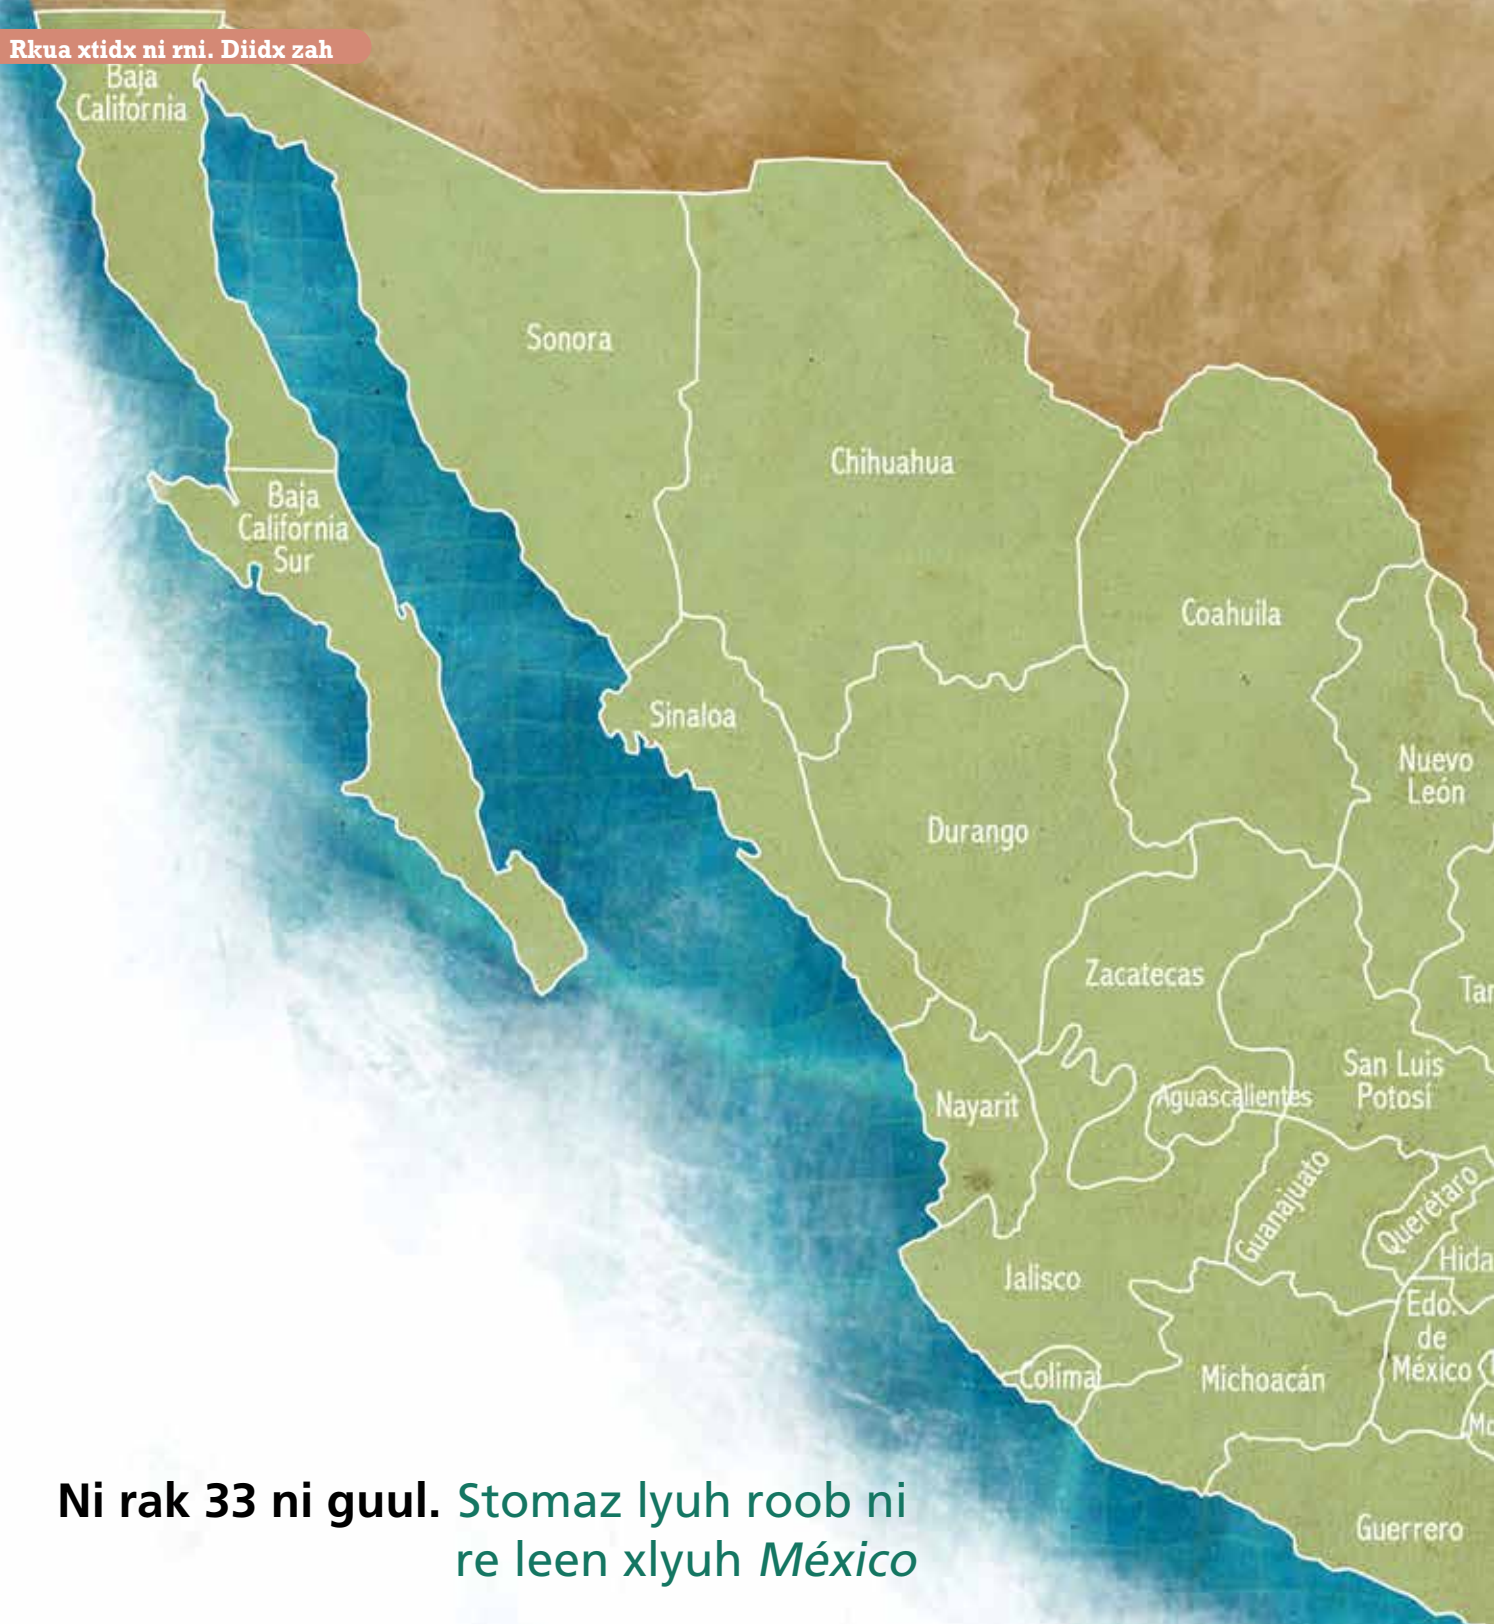 Rkua xtidx ni rni. Diidx zah
Baja
California
Sonora
Chihuahua
Baja
California
Sur
Coahuila
Sinaloa
Nuevo
León
Durango
Zacatecas
Tar
San Luis
Potosí
Nayarit
Aguascalientes
Guanajuato
Querétaro
Hida
Jalisco
Edo.
de
México
Colima
Michoacán
Mo
Guerrero
Ni rak 33 ni guul. Stomaz lyuh roob ni
re leen xlyuh México